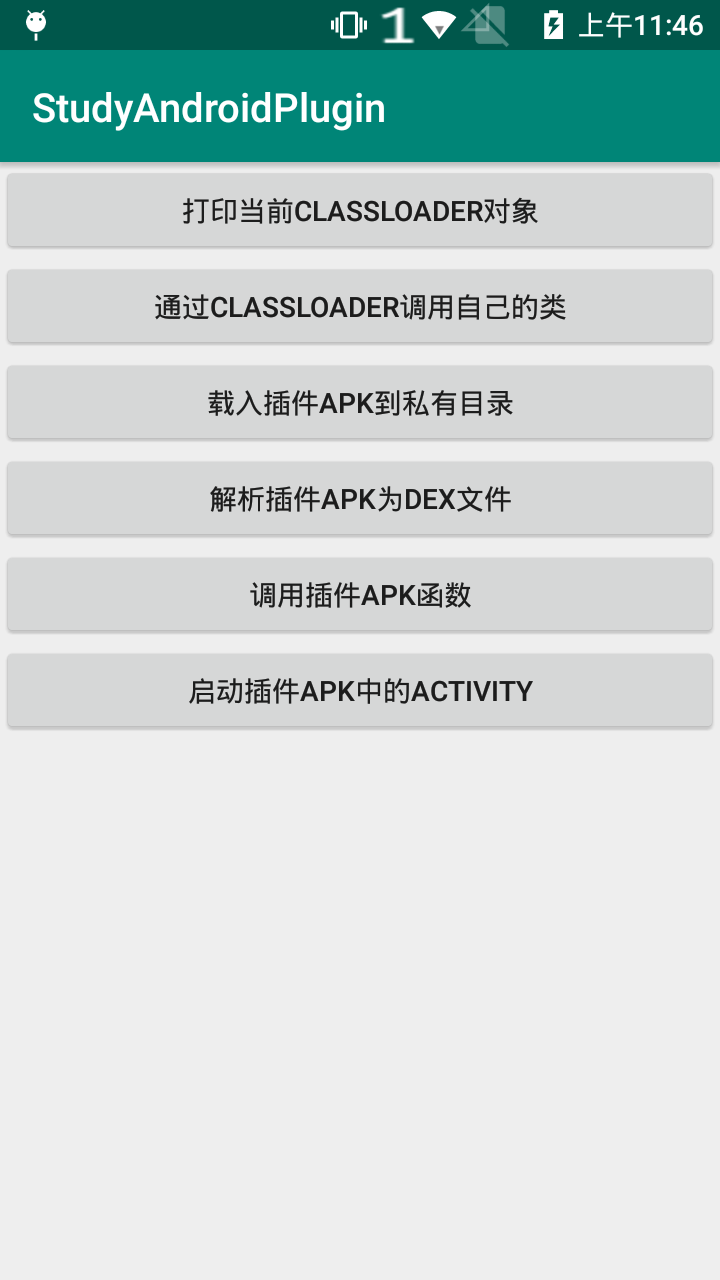 1 上午11:46
StudyAndroidPlugin
打印当前CLASSLOADER对象
通过CLASSLOADER调用自己的类
载入插件APK到私有目录
解析插件APK为DEX文件
调用插件APK函数
启动插件APK中的ACTIVITY